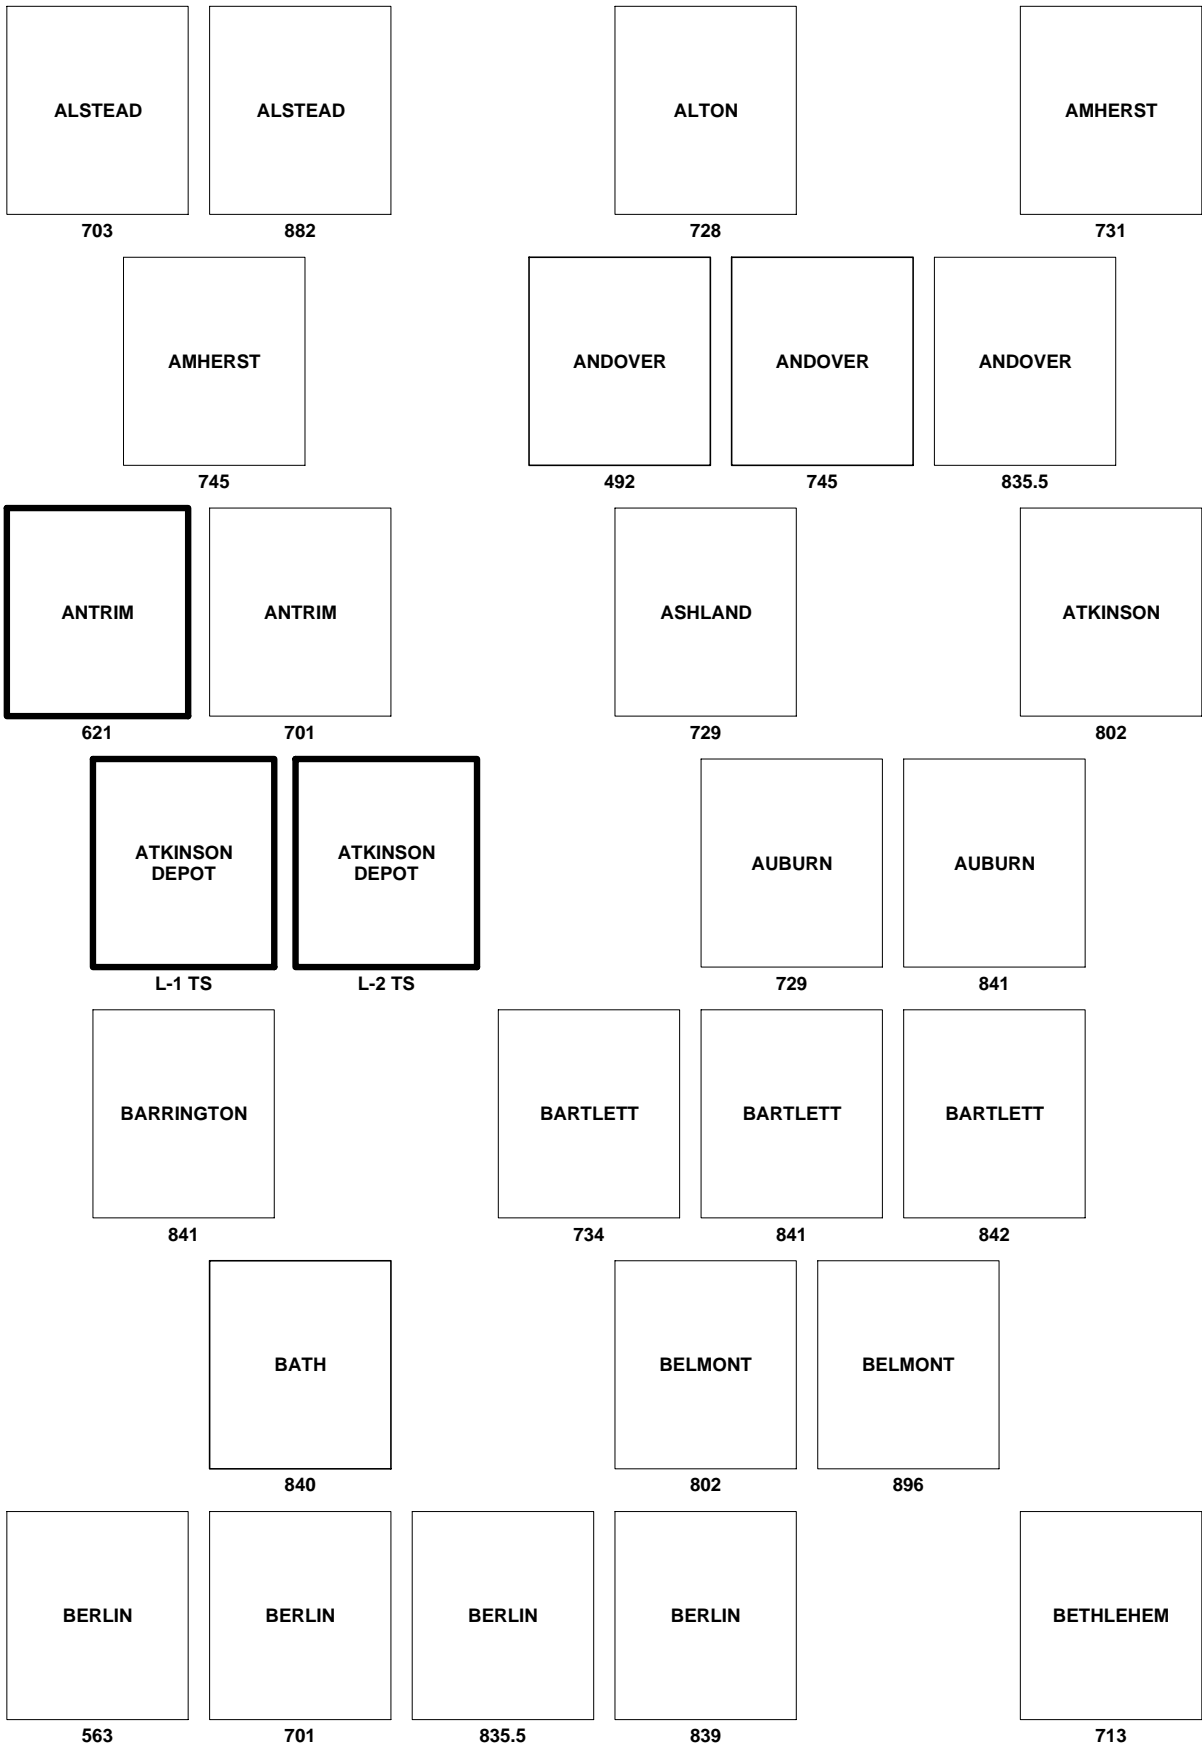 ALSTEAD ALSTEAD ALTON AMHERST
703 882 728 731
AMHERST ANDOVER ANDOVER ANDOVER
745 492 745 835.5
ANTRIM ANTRIM ASHLAND ATKINSON
621 701 729 802
ATKINSON DEPOT ATKINSON DEPOT AUBURN AUBURN
L-1 TS L-2 TS 729 841
BARRINGTON BARTLETT BARTLETT BARTLETT
841 734 841 842
BATH BELMONT BELMONT
840 802 896
BERLIN BERLIN BERLIN BERLIN BETHLEHEM
563 701 835.5 839 713